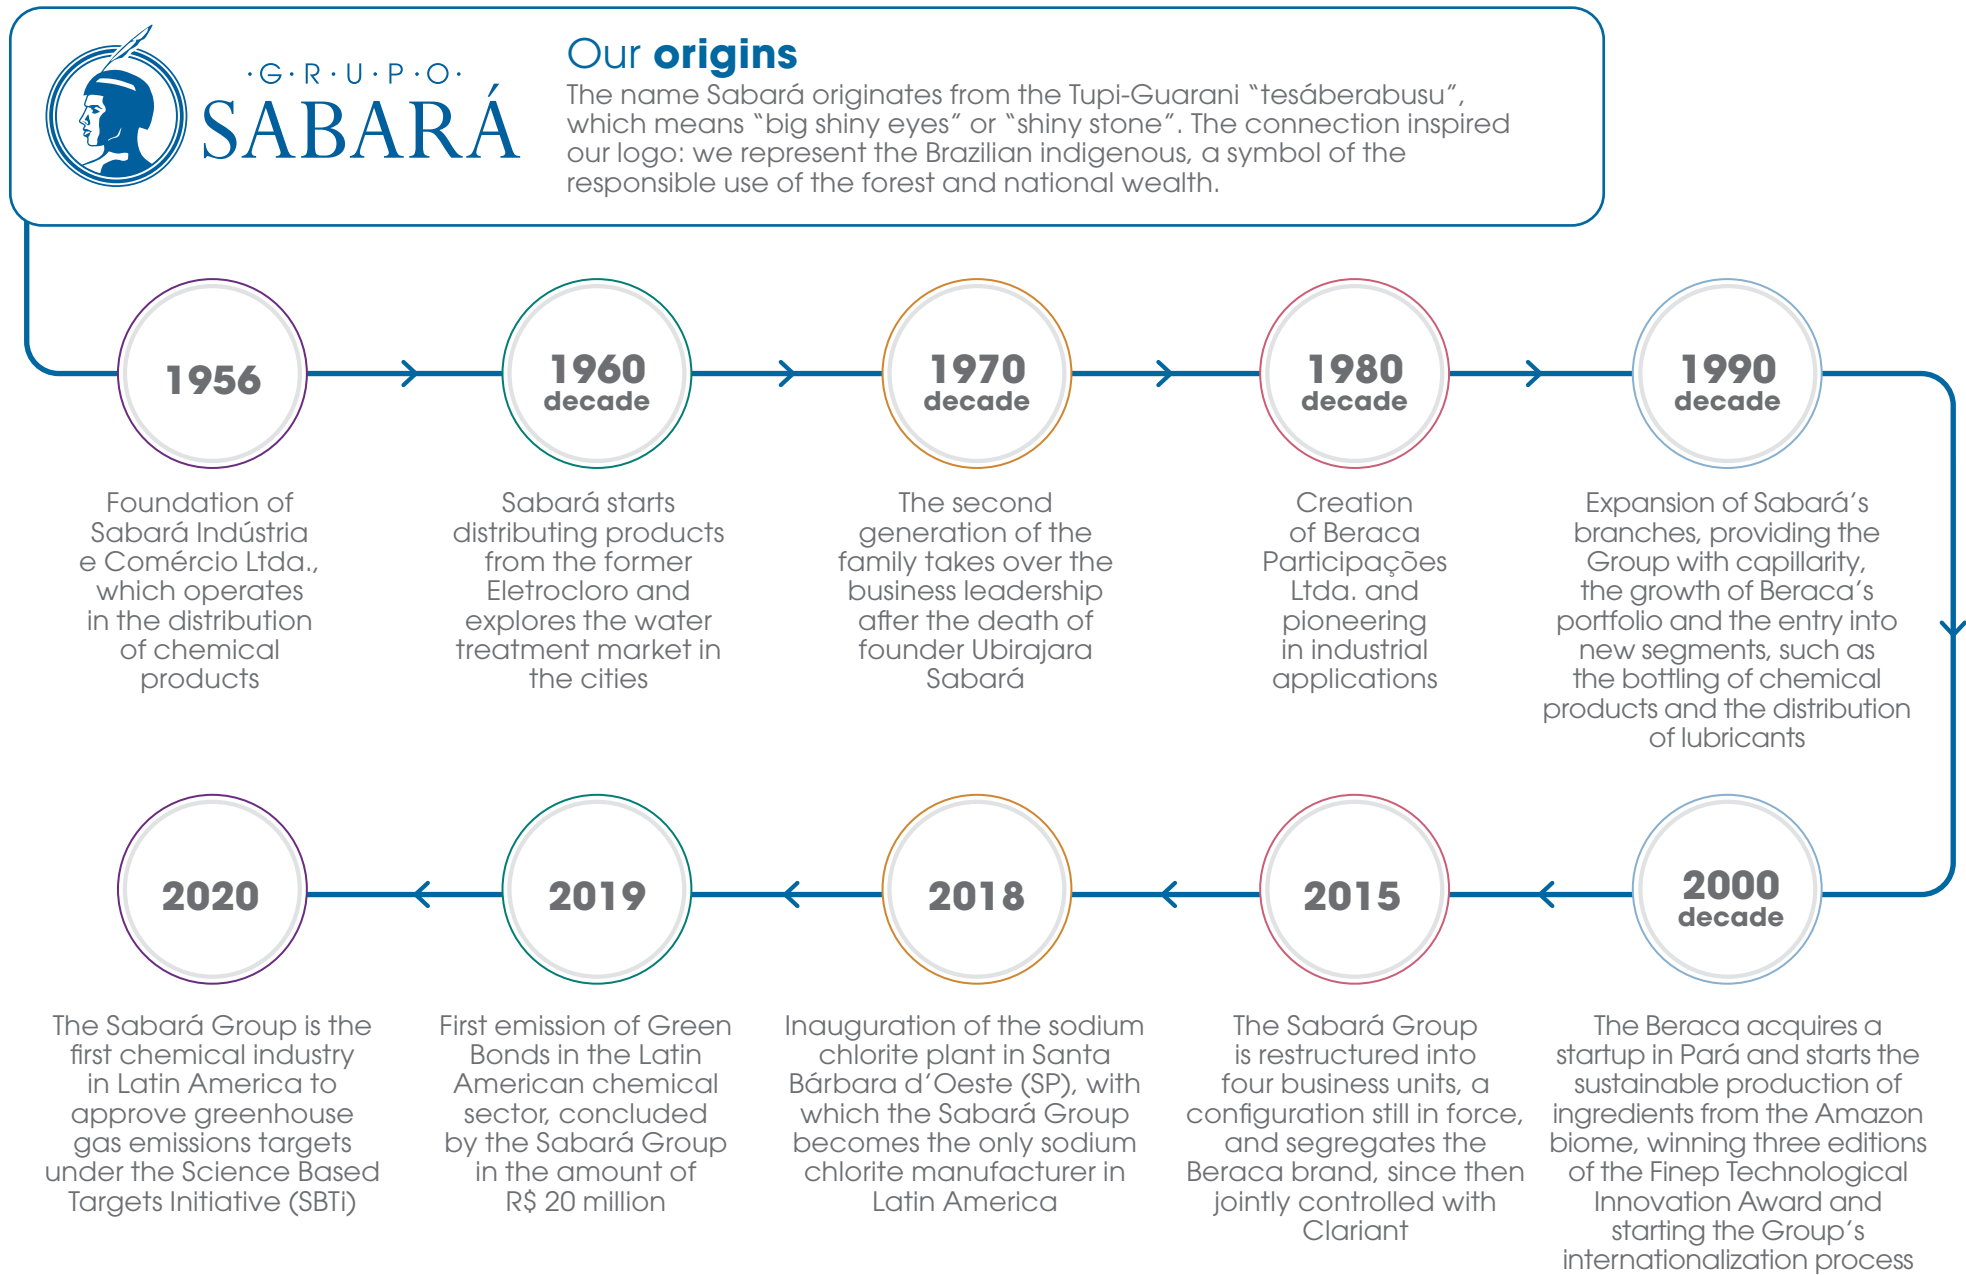 ·G·R·U·P·O·
SABARÁ
Our origins
The name Sabará originates from the Tupi-Guarani “tesáberabusu”,
which means “big shiny eyes” or “shiny stone”. The connection inspired
our logo: we represent the Brazilian indigenous, a symbol of the
responsible use of the forest and national wealth.
1956
Foundation of
Sabará Indústria
e Comércio Ltda.,
which operates
in the distribution
of chemical
products
1960
decade
Sabará starts
distributing products
from the former
Eletrocloro and
explores the water
treatment market in
the cities
1970
decade
The second
generation of the
family takes over the
business leadership
after the death of
founder Ubirajara
Sabará
1980
decade
Creation
of Beraca
Participações
Ltda. and
pioneering
in industrial
applications
1990
decade
Expansion of Sabará’s
branches, providing the
Group with capillarity,
the growth of Beraca’s
portfolio and the entry into
new segments, such as
the bottling of chemical
products and the distribution
of lubricants
2000
decade
The Beraca acquires a
startup in Pará and starts the
sustainable production of
ingredients from the Amazon
biome, winning three editions
of the Finep Technological
Innovation Award and
starting the Group’s
internationalization process
2015
The Sabará Group
is restructured into
four business units, a
configuration still in force,
and segregates the
Beraca brand, since then
jointly controlled with
Clariant
2018
Inauguration of the sodium
chlorite plant in Santa
Bárbara d’Oeste (SP), with
which the Sabará Group
becomes the only sodium
chlorite manufacturer in
Latin America
2019
First emission of Green
Bonds in the Latin
American chemical
sector, concluded
by the Sabará Group
in the amount of
R$ 20 million
2020
The Sabará Group is the
first chemical industry
in Latin America to
approve greenhouse
gas emissions targets
under the Science Based
Targets Initiative (SBTi)